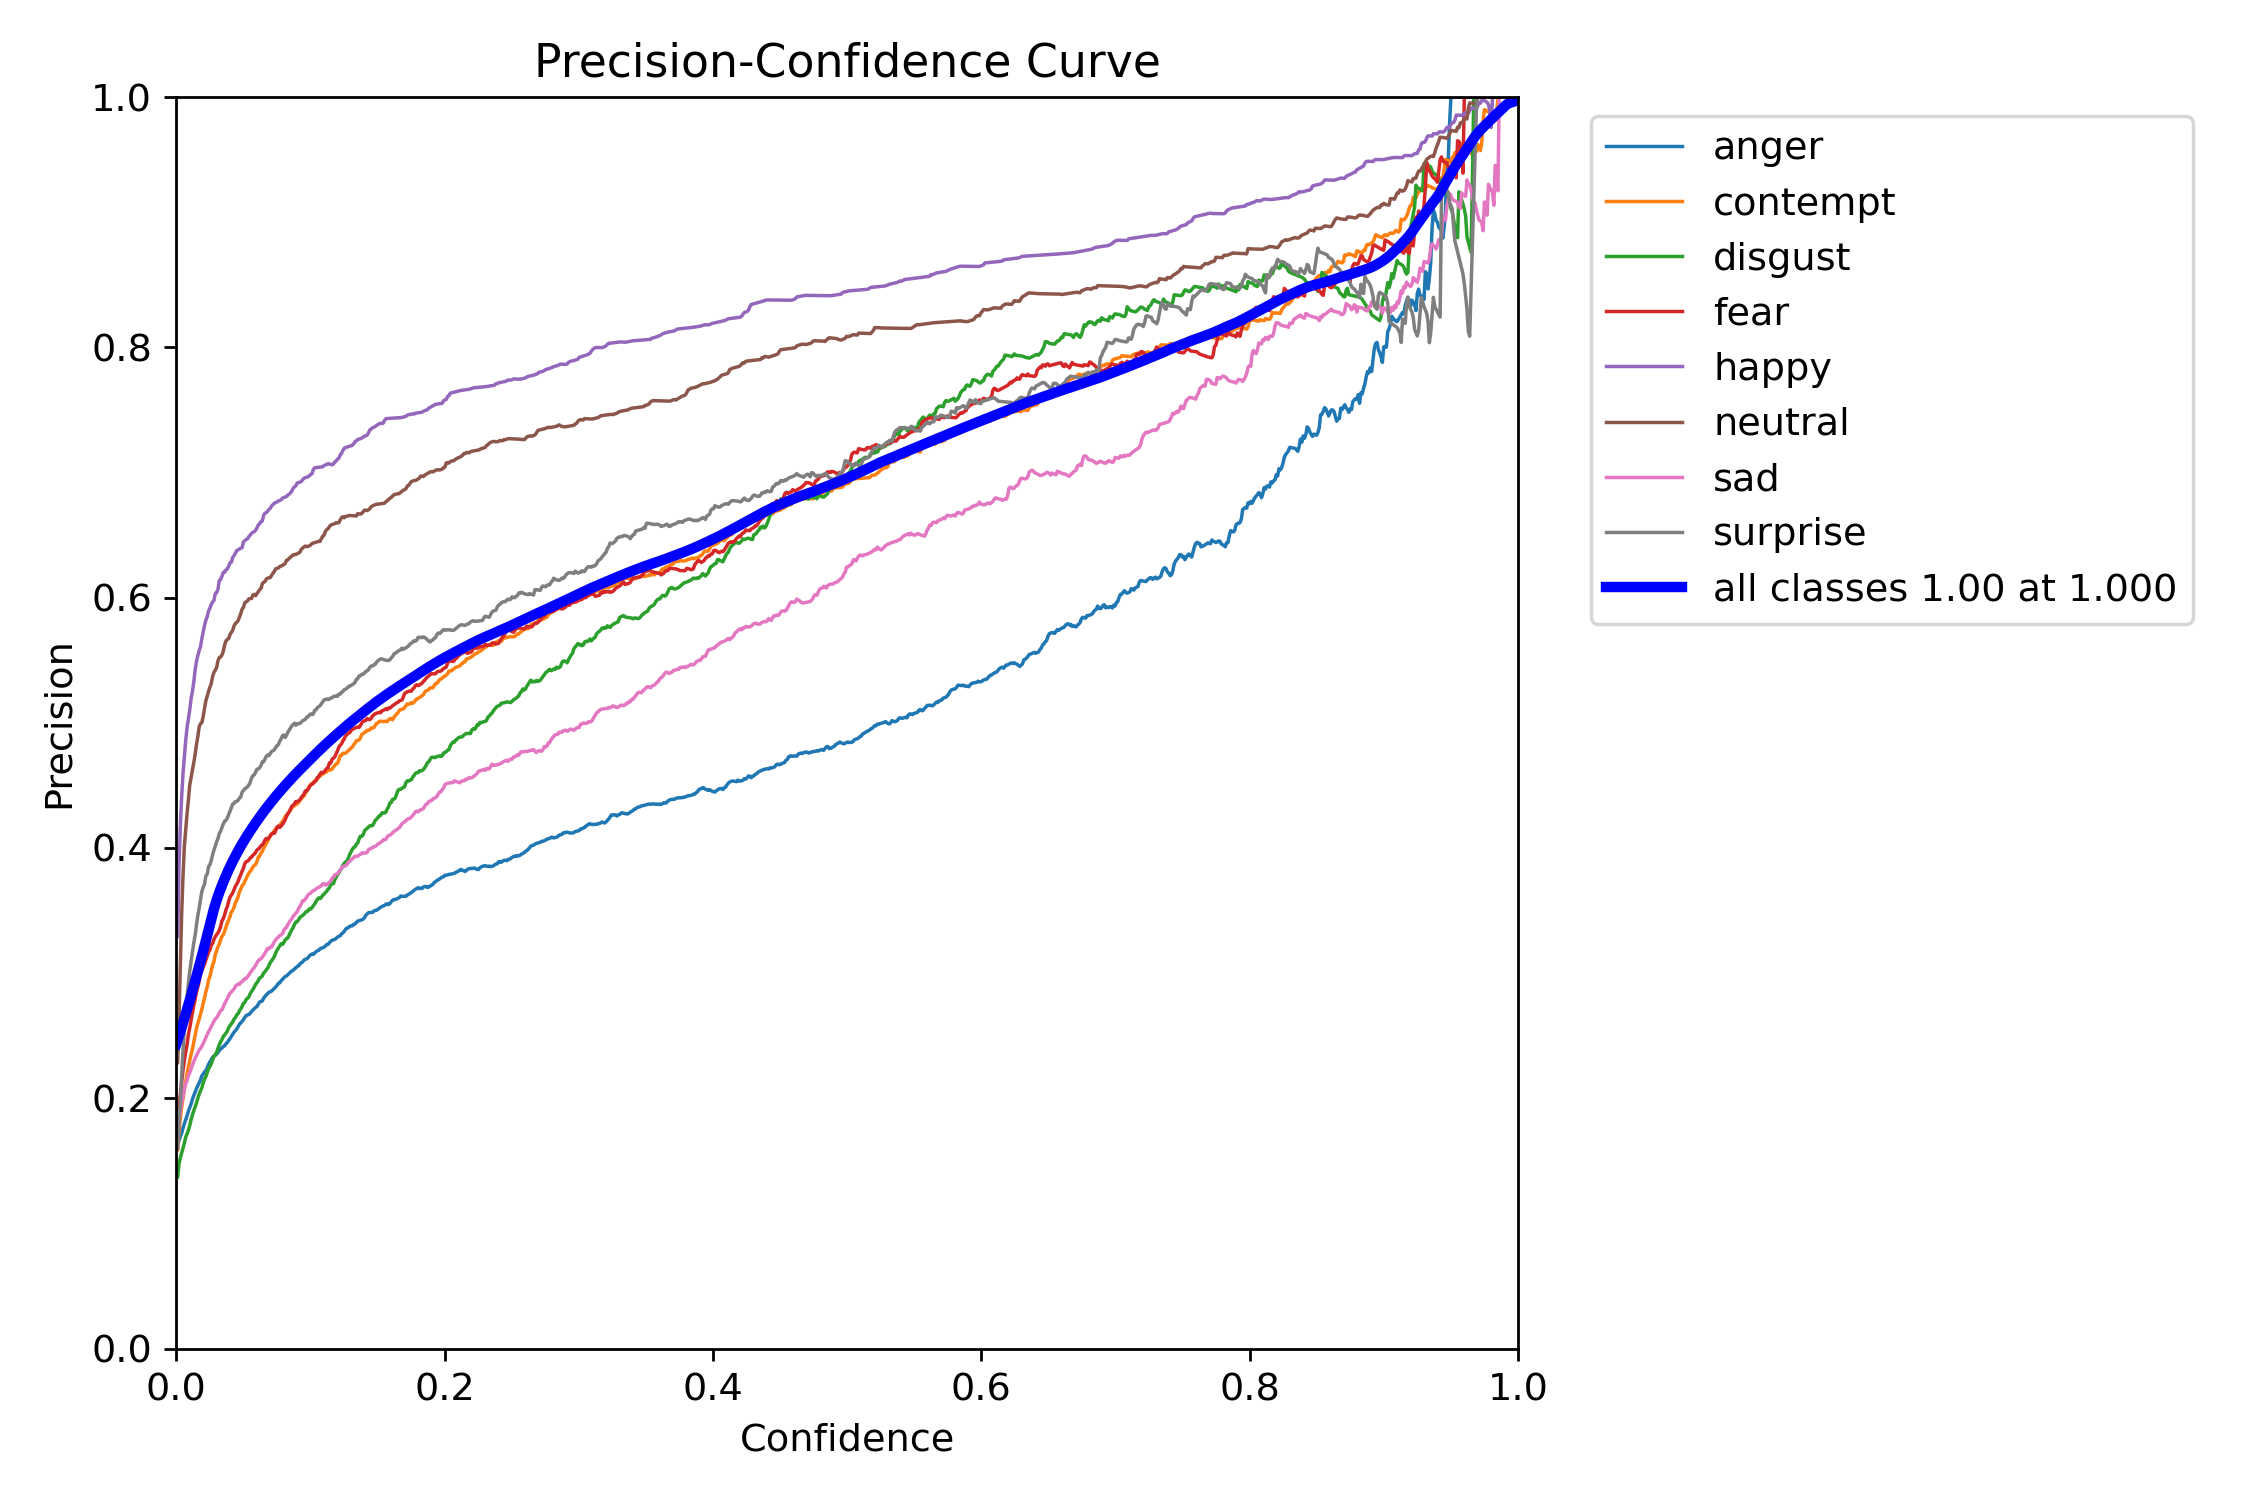 Precision-Confidence Curve
1.0
0.8
0.6
0.4
0.2
0.0
Precision
0.0 0.2 0.4 0.6 0.8 1.0
Confidence
anger
contempt
disgust
fear
happy
neutral
sad
surprise
all classes 1.00 at 1.000